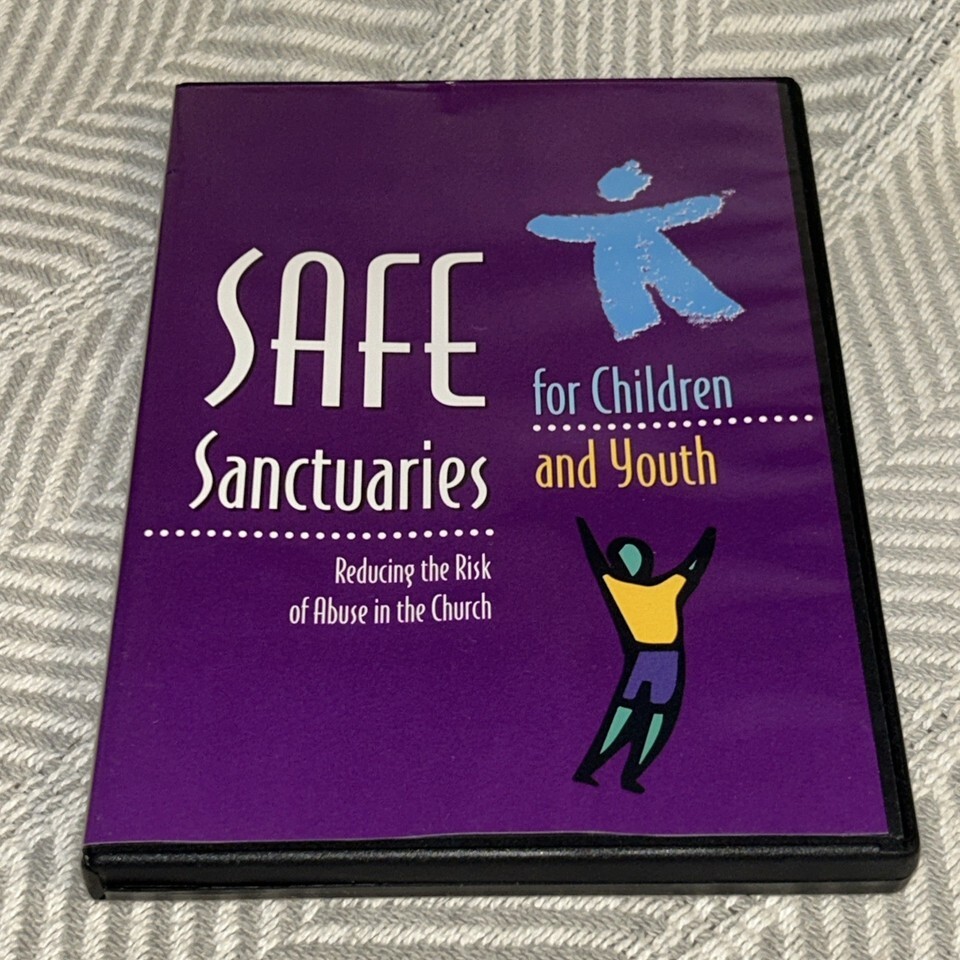 SAFE
Sanctuaries
Reducing the Risk
of Abuse in the Church
for Children
and Youth